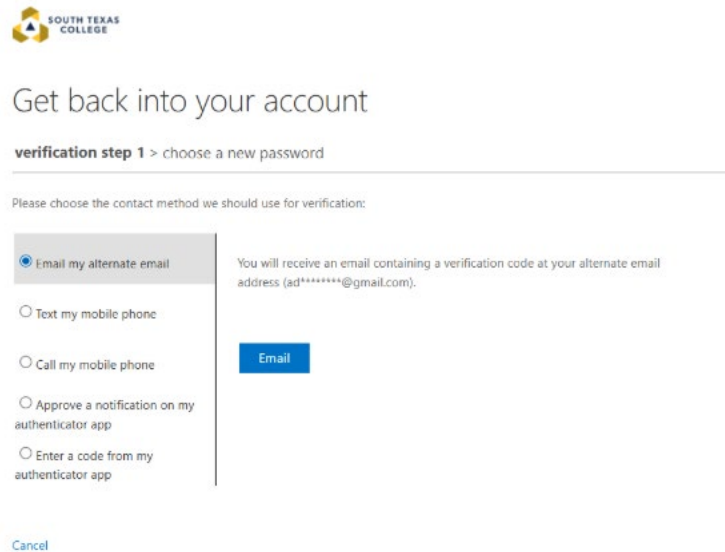 SOUTH TEXAS
COLLEGE
Get back into your account
verification step 1 > choose a new password
Please choose the contact method we should use for verification:
Email my alternate email
Text my mobile phone
Call my mobile phone
Approve a notification on my
authenticator app
Enter a code from my
authenticator app
You will receive an email containing a verification code at your alternate email
address (ad********@gmail.com).
Email
Cancel